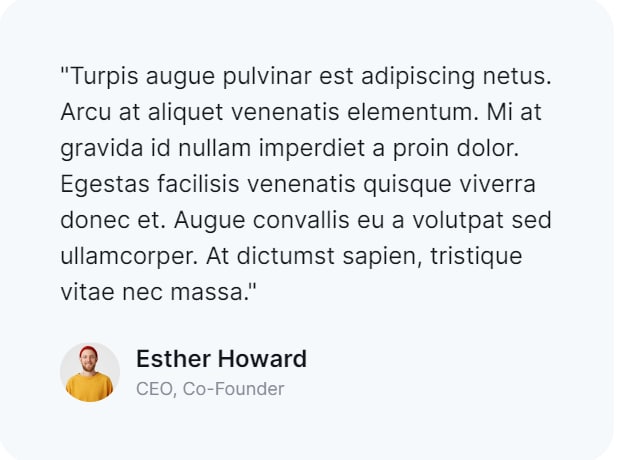 "Turpis augue pulvinar est adipiscing netus.
Arcu at aliquet venenatis elementum. Mi at
gravida id nullam imperdiet a proin dolor.
Egestas facilisis venenatis quisque viverra
donec et. Augue convallis eu a volutpat sed
ullamcorper. At dictumst sapien, tristique
vitae nec massa."
Esther Howard
CEO, Co-Founder